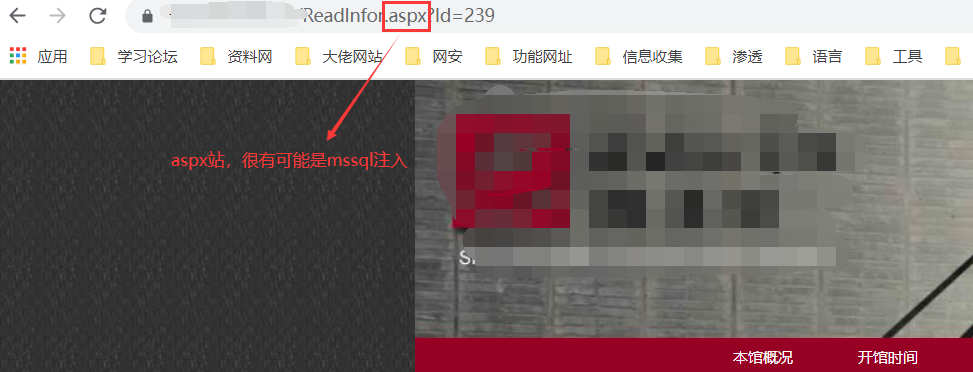 /ReadInfor.aspx?Id=239
应用 学习论坛 资料网 大佬网站 网安 功能网址 信息收集 渗透 语言 工具
aspx站，很有可能是mssql注入
本馆概况 开馆时间